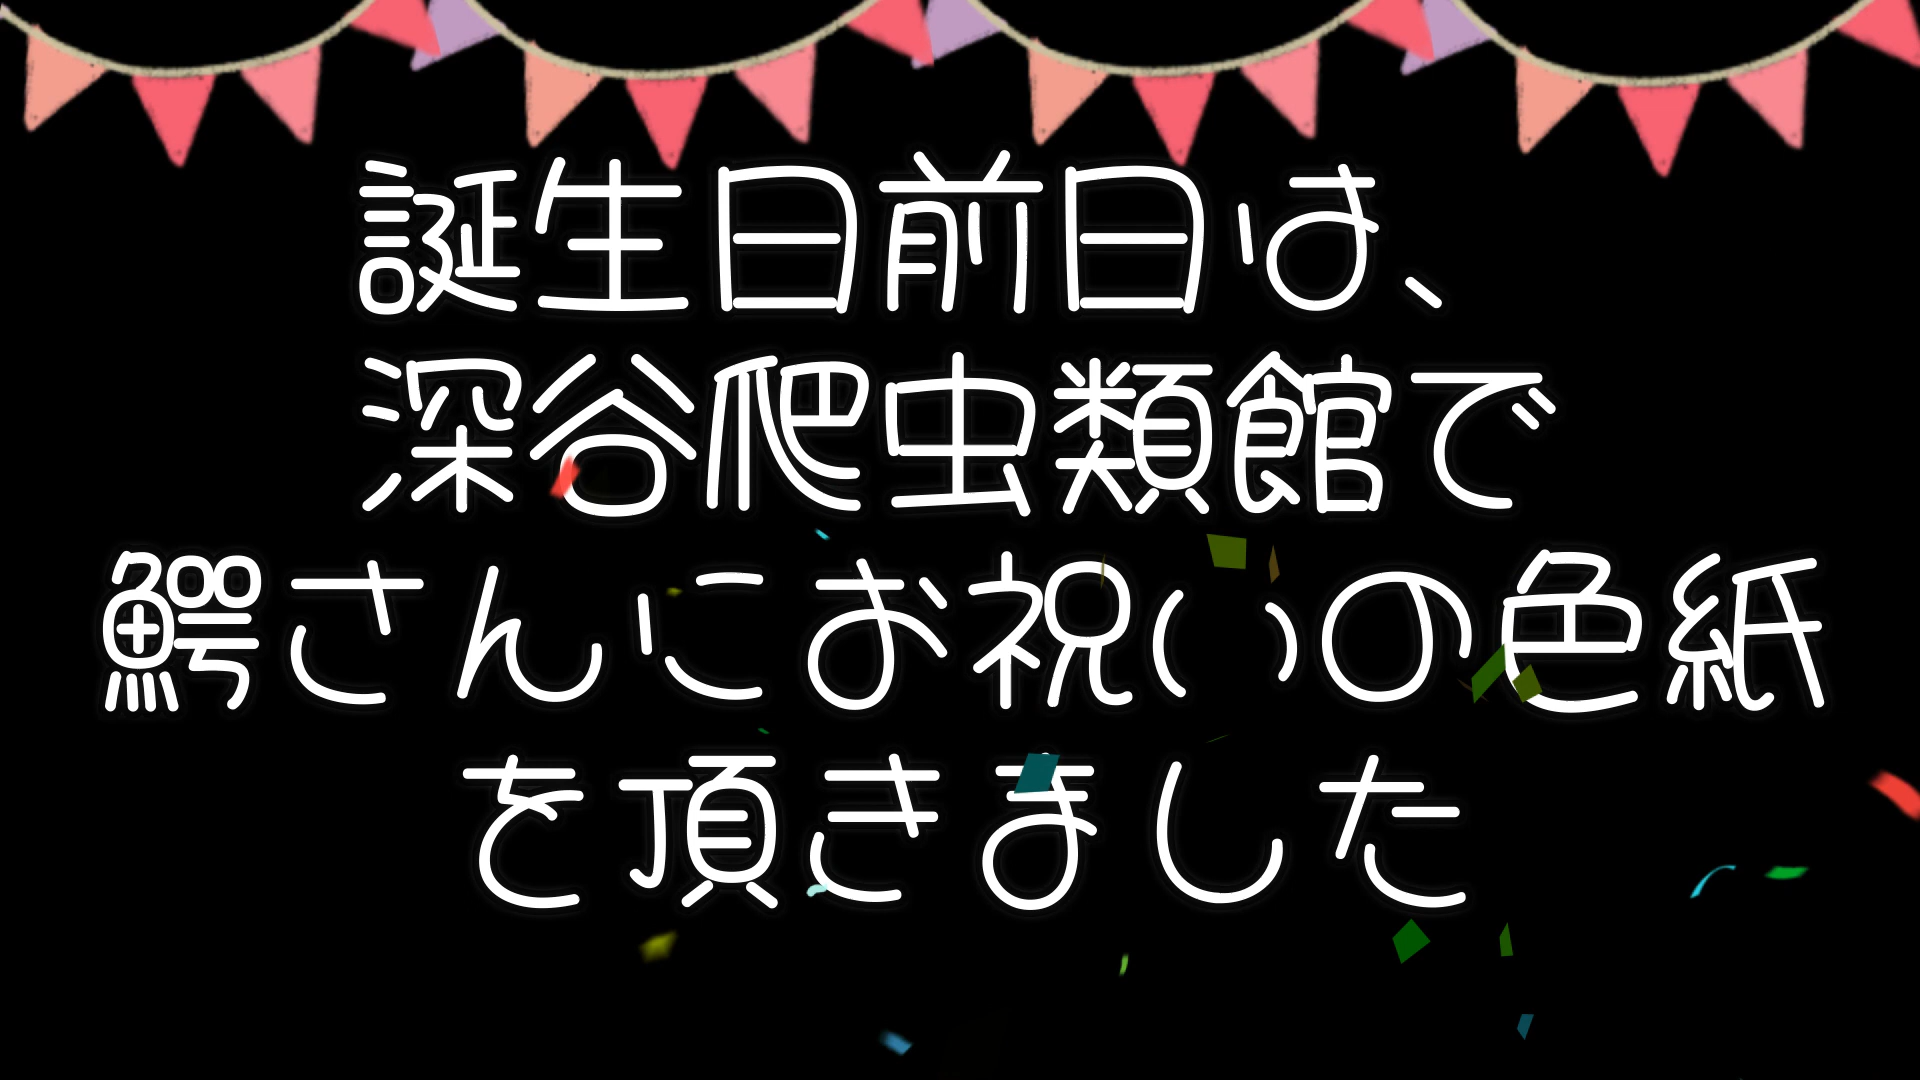 誕生日前日は、
深谷爬虫類館で
鰐さんにお祝いの色紙
を頂きました